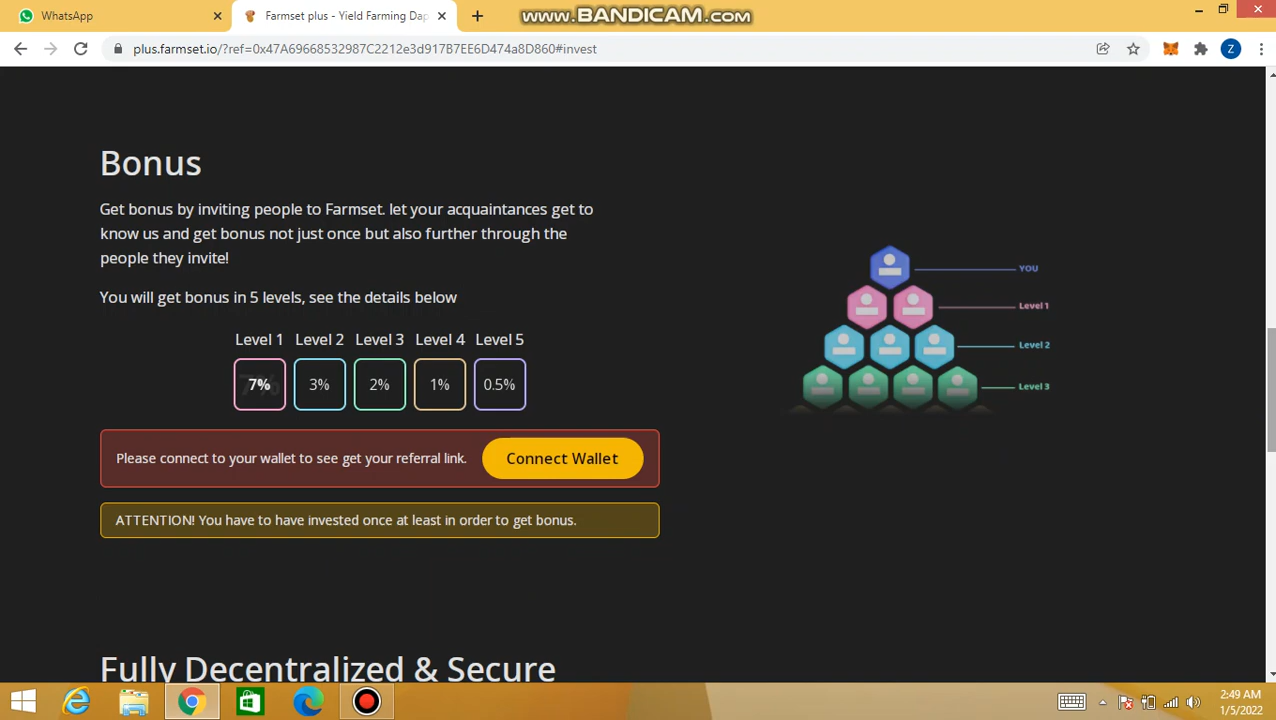 WhatsApp
Farmset plus - Yield Farming Dap
www.BANDICAM.com
plus.farmset.io/?ref=0x47A69668532987C2212e3d917B7EE6D474a8D860#invest
Z
Bonus
Get bonus by inviting people to Farmset. let your acquaintances get to
know us and get bonus not just once but also further through the
people they invite!
You will get bonus in 5 levels, see the details below
Level 1 Level 2 Level 3 Level 4 Level 5
7% 3% 2% 1% 0.5%
Please connect to your wallet to see get your referral link. Connect Wallet
ATTENTION! You have to have invested once at least in order to get bonus.
YOU
Level 1
Level 2
Level 3
Fully Decentralized & Secure
2:49 AM
1/5/2022